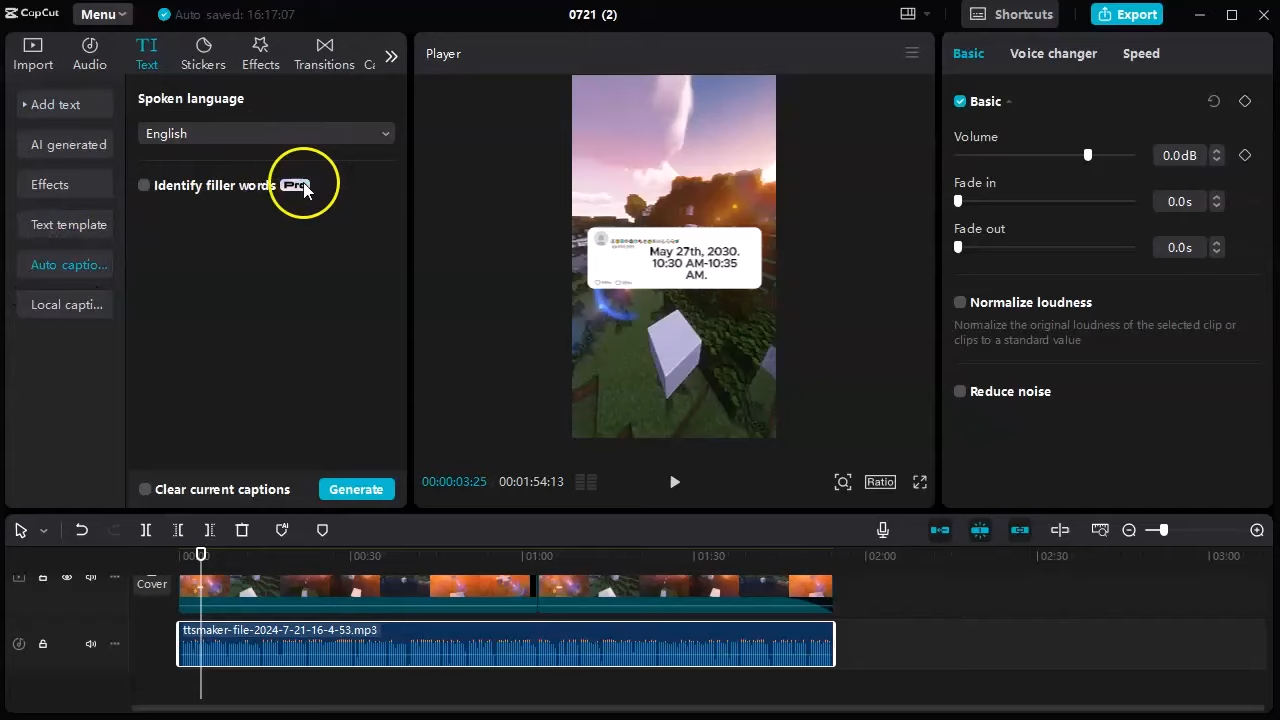 CapCut
Menu
Auto saved: 16:17:07
0721 (2)
Shortcuts
Export
Import
Audio
TI
Text
Stickers
Effects
Transitions
Ca
Add text
AI generated
Effects
Text template
Auto captio...
Local capti...
Spoken language
English
Identify filler words Pro
Clear current captions
Generate
Player
May 27th, 2030.
10:30 AM-10:35
AM.
00:00:03:25
00:01:54:13
Ratio
Basic
Voice changer
Speed
Basic
Volume
0.0dB
Fade in
0.0s
Fade out
0.0s
Normalize loudness
Normalize the original loudness of the selected clip or
clips to a standard value
Reduce noise
00:30
01:00
01:30
02:00
02:30
03:00
Cover
ttsmaker-file-2024-7-21-16-4-53.mp3